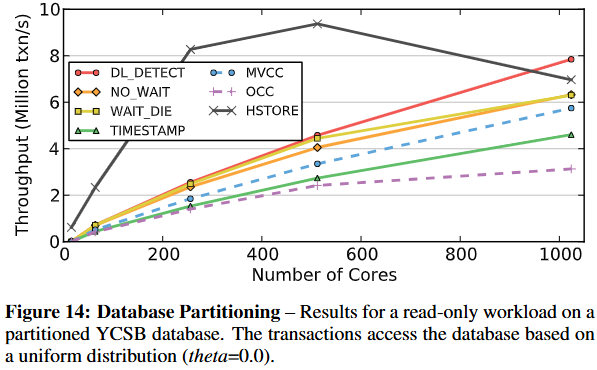 10
8
6
4
2
0
Throughput (Million txn/s)
DL_DETECT
NO_WAIT
WAIT_DIE
TIMESTAMP
MVCC
OCC
HSTORE
0 200 400 600 800 1000
Number of Cores
Figure 14: Database Partitioning – Results for a read-only workload on a
partitioned YCSB database. The transactions access the database based on
a uniform distribution (theta=0.0).